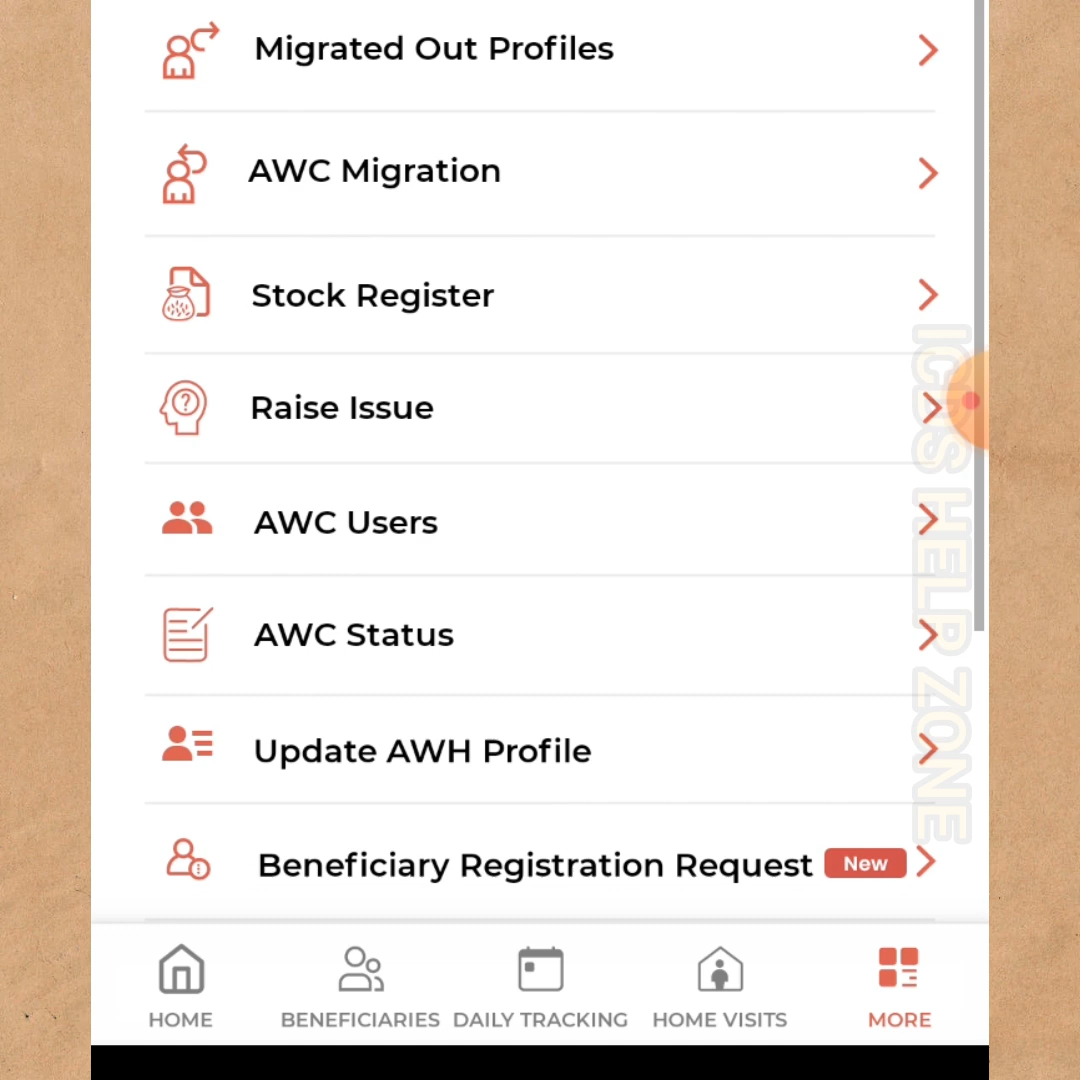 Migrated Out Profiles
AWC Migration
Stock Register
Raise Issue
AWC Users
AWC Status
Update AWH Profile
Beneficiary Registration Request New
ICDS HELP ZONE
HOME BENEFICIARIES DAILY TRACKING HOME VISITS MORE